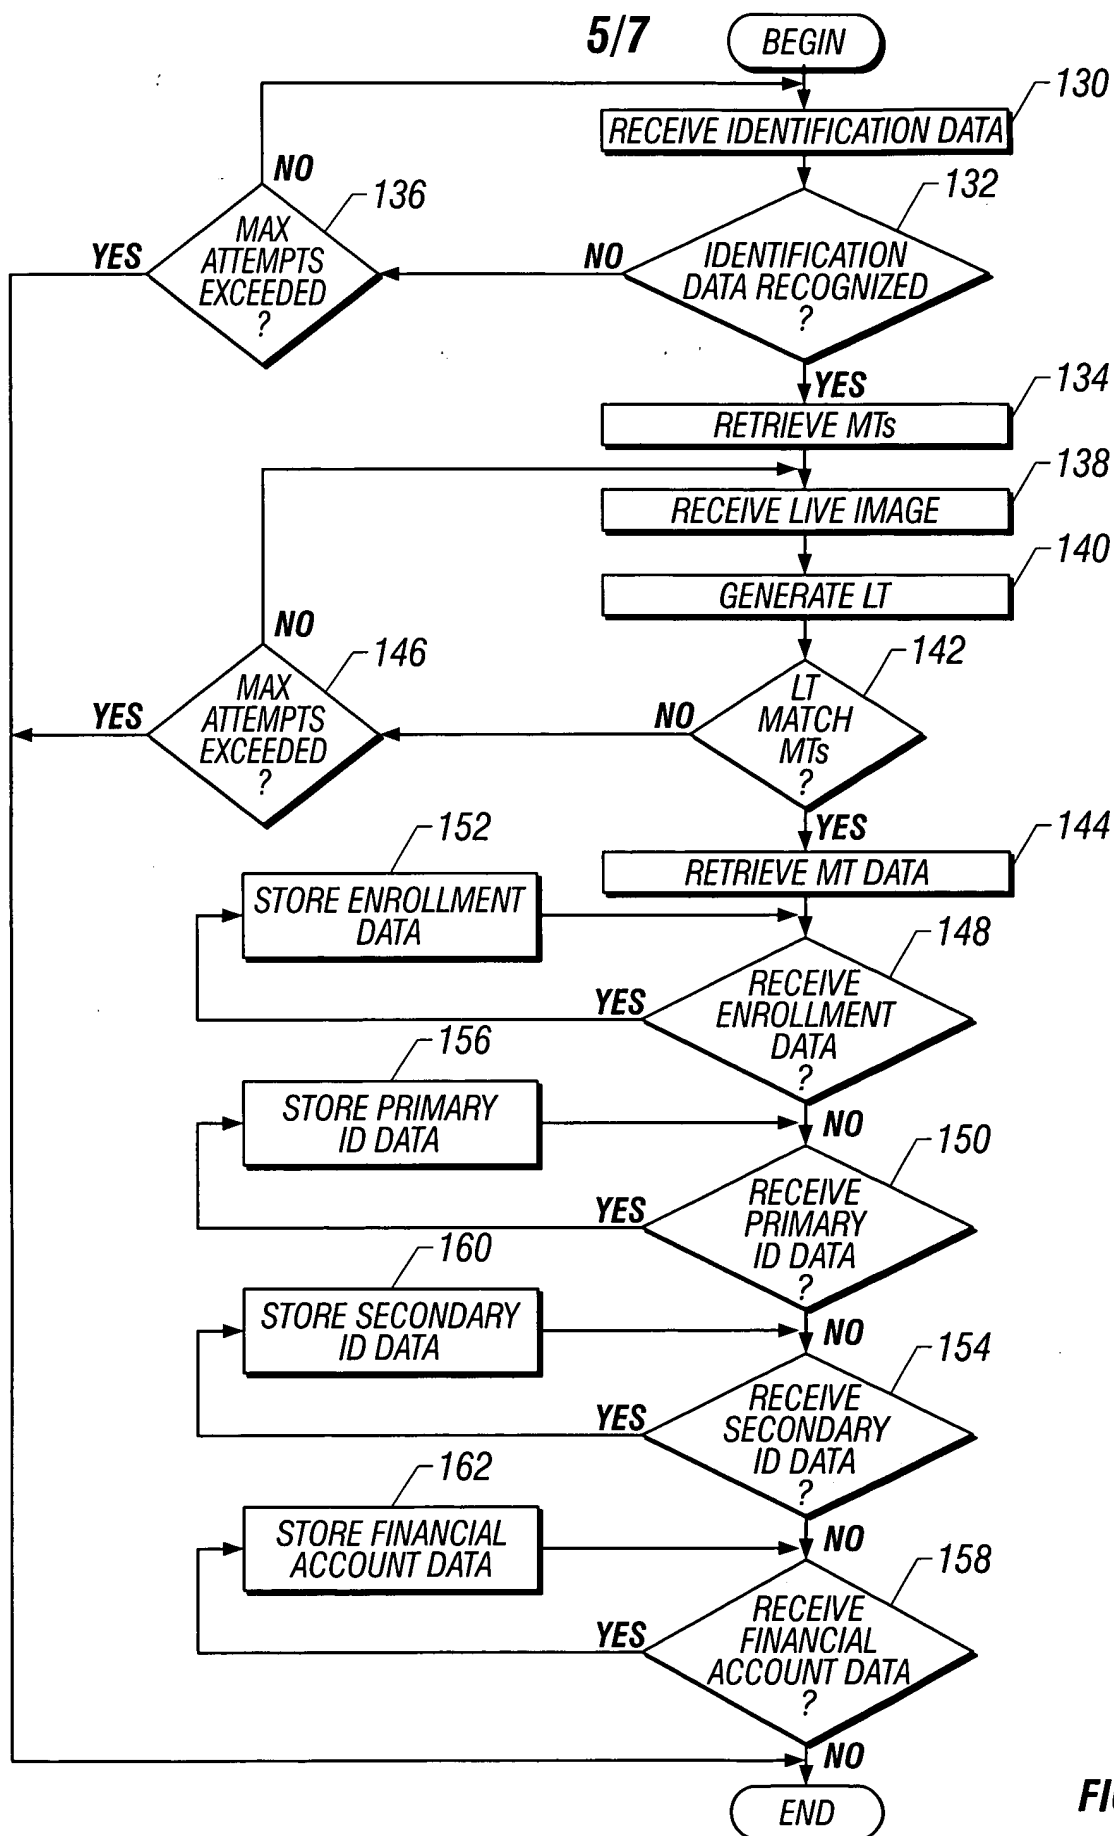 5/7
BEGIN
130
RECEIVE IDENTIFICATION DATA
132
IDENTIFICATION
DATA RECOGNIZED
?
NO
136
MAX
ATTEMPTS
EXCEEDED
?
NO
YES
YES
134
RETRIEVE MTs
138
RECEIVE LIVE IMAGE
140
GENERATE LT
142
LT
MATCH
MTs
?
NO
146
MAX
ATTEMPTS
EXCEEDED
?
NO
YES
YES
144
RETRIEVE MT DATA
152
STORE ENROLLMENT
DATA
148
RECEIVE
ENROLLMENT
DATA
?
YES
NO
156
STORE PRIMARY
ID DATA
150
RECEIVE
PRIMARY
ID DATA
?
YES
NO
160
STORE SECONDARY
ID DATA
154
RECEIVE
SECONDARY
ID DATA
?
YES
NO
162
STORE FINANCIAL
ACCOUNT DATA
158
RECEIVE
FINANCIAL
ACCOUNT DATA
?
YES
NO
END